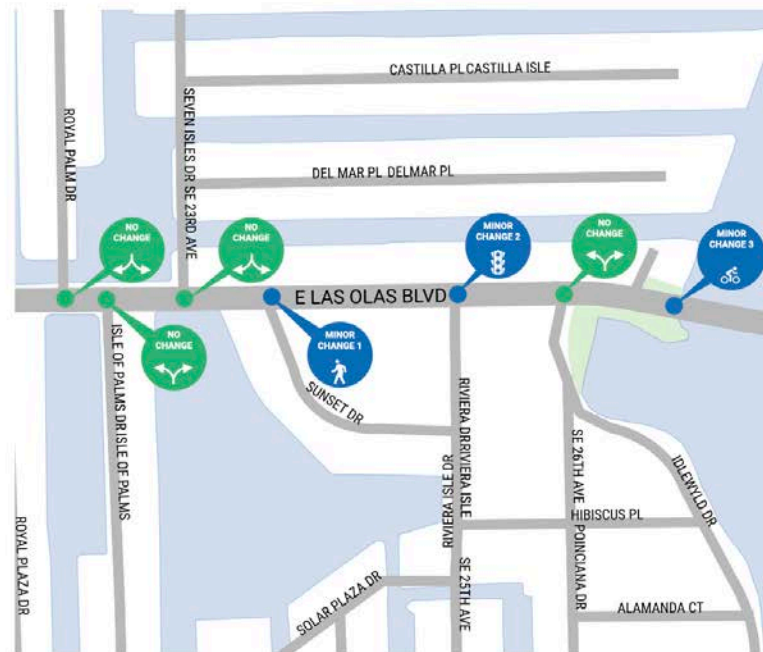 CASTILLA PL CASTILLA ISLE
ROYAL PALM DR
SEVEN ISLES DR SE 23RD AVE
DEL MAR PL DELMAR PL
NO
CHANGE
NO
CHANGE
MINOR
CHANGE 2
NO
CHANGE
MINOR
CHANGE 3
E LAS OLAS BLVD
NO
CHANGE
MINOR
CHANGE 1
ISLE OF PALMS DR ISLE OF PALMS
SUNSET DR
RIVIERA DR RIVIERA ISLE
RIVIERA ISLE DR
SE 26TH AVE
IDLEWYLD DR
HIBISCUS PL
ROYAL PLAZA DR
SOLAR PLAZA DR
SE 25TH AVE
POINCIANA DR
ALAMANDA CT